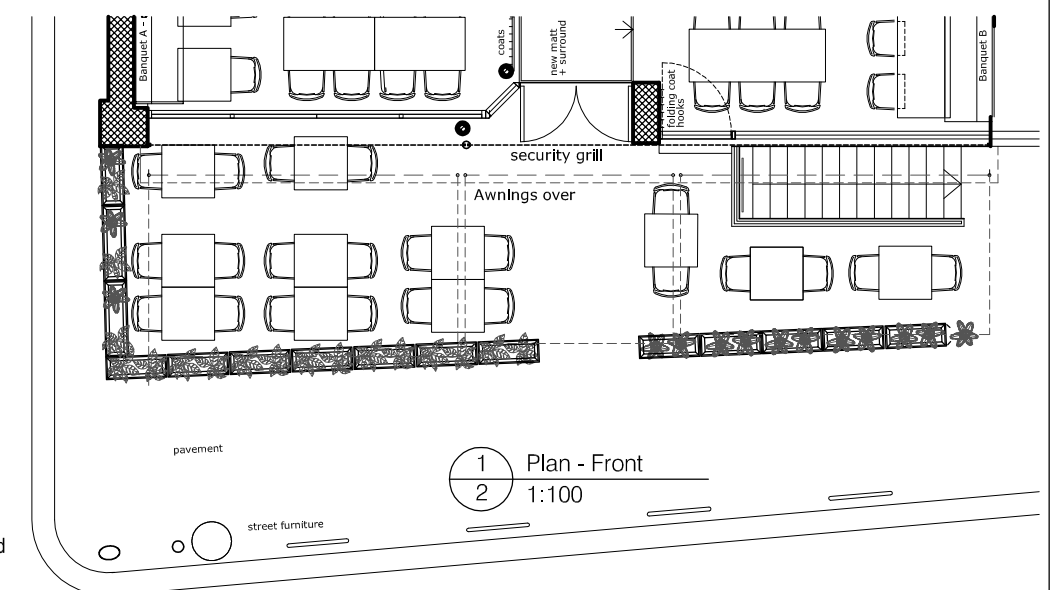 Banquet A -
coats
new matt
+ surround
folding coat
hooks
Banquet B
security grill
Awnings over
pavement
1
2
Plan - Front
1:100
street furniture
d